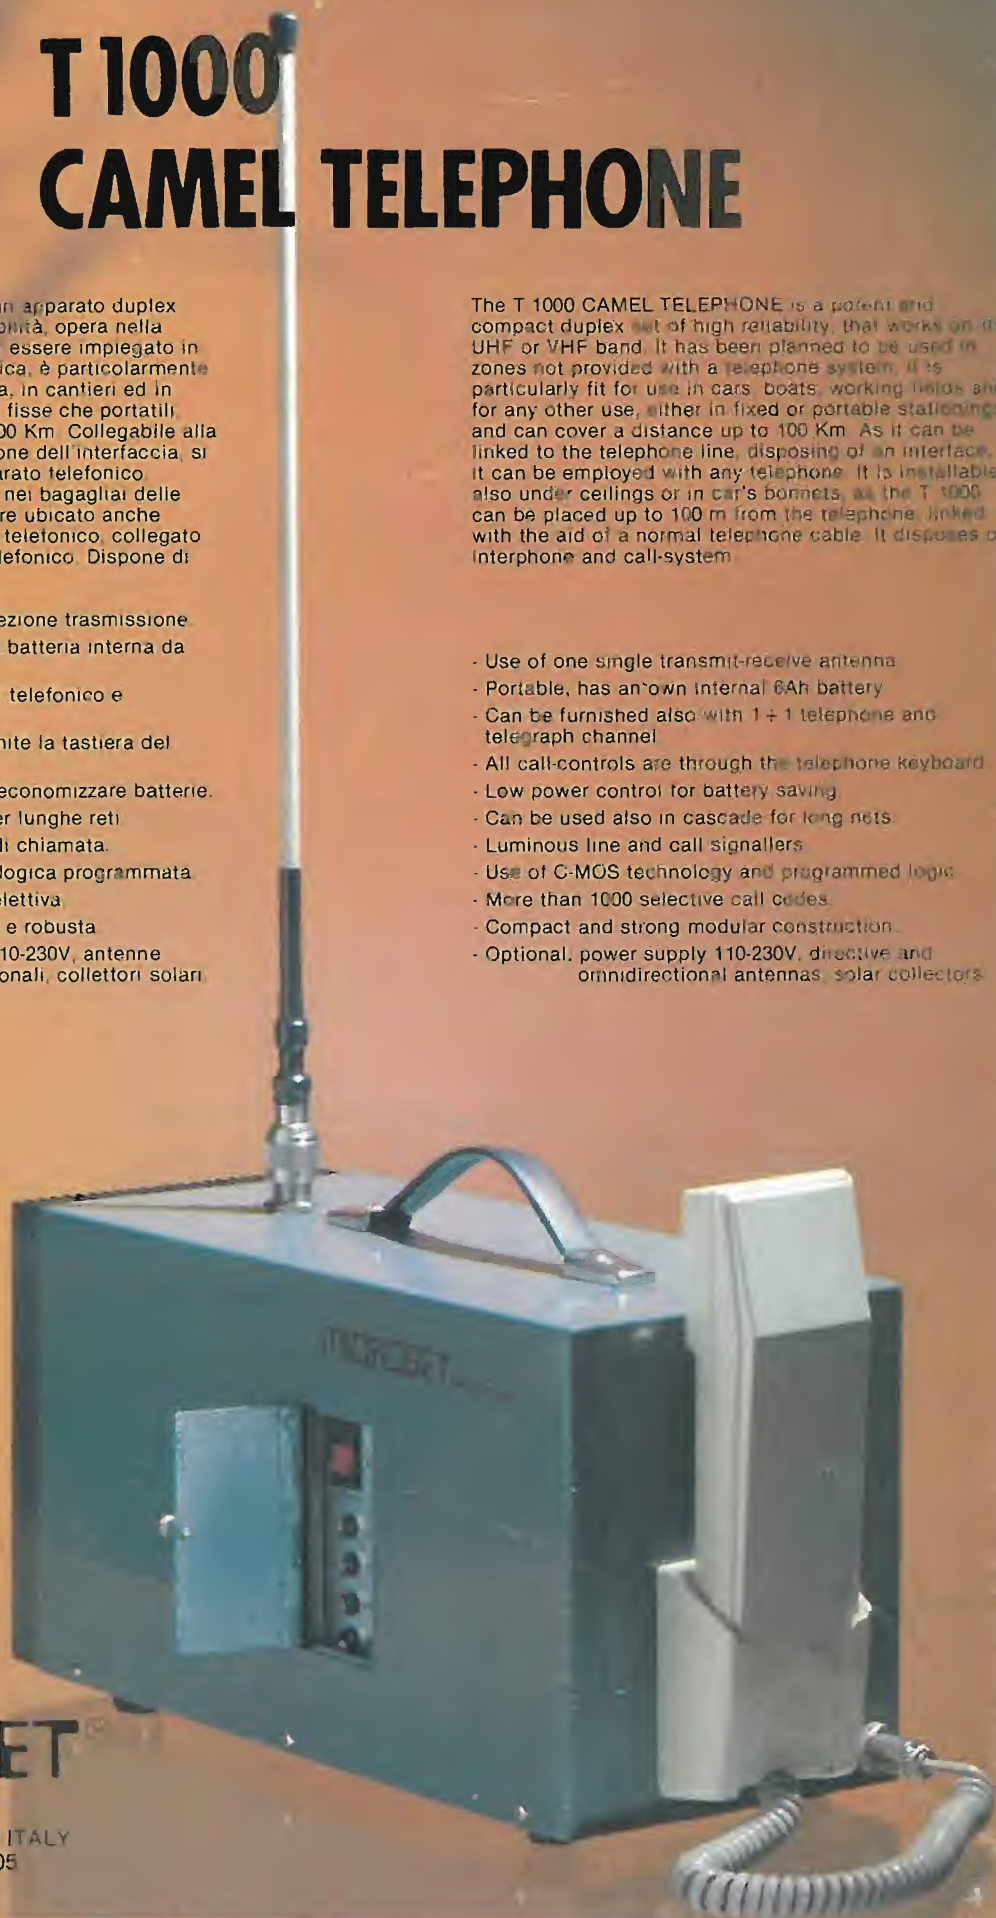 T 1000
CAMEL TELEPHONE
apparato duplex
opera nella
essere impiegato in
è particolarmente
in cantieri ed in
fisse che portatili,
Km. Collegabile alla
dell'interfaccia, si
telefonico.
nei bagagliai delle
ubicato anche
telefonico, collegato
Dispone di
trasmissione.
batteria interna da
telefonico e
la tastiera del
economizzare batterie.
lunghe reti.
chiamata.
logica programmata.
e robusta.
antenne
collettori solari.
The T 1000 CAMEL TELEPHONE is a potent and
compact duplex set of high reliability, that works on
UHF or VHF band. It has been planned to be used in
zones not provided with a telephone system, it is
particularly fit for use in cars, boats, working fields
for any other use, either in fixed or portable stationings
and can cover a distance up to 100 Km. As it can be
linked to the telephone line, disposing of an interface,
it can be employed with any telephone. It is installable
also under ceilings or in car's bonnets, as the T 1000
can be placed up to 100 m from the telephone, linked
with the aid of a normal telephone cable. It disposes
interphone and call-system.
- Use of one single transmit-receive antenna
- Portable, has an own internal 6Ah battery
- Can be furnished also with 1 + 1 telephone and
telegraph channel
- All call-controls are through the telephone keyboard.
- Low power control for battery saving.
- Can be used also in cascade for long nets.
- Luminous line and call signallers
- Use of C-MOS technology and programmed logic.
- More than 1000 selective call codes.
- Compact and strong modular construction.
- Optional: power supply 110-230V, directive and
omnidirectional antennas, solar collectors.
ITALY